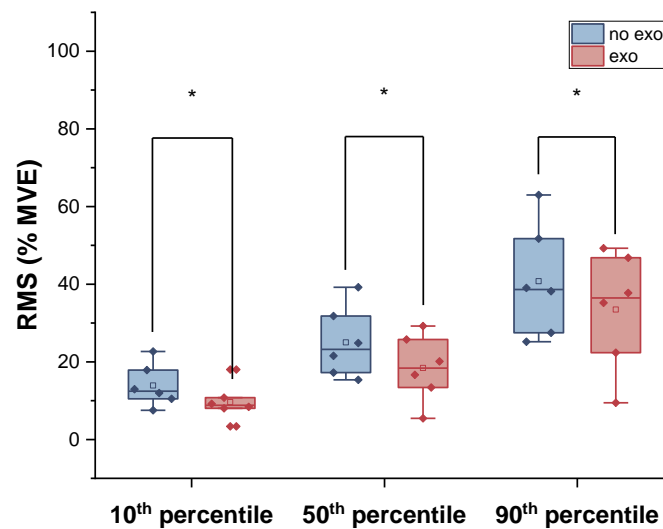 no exo
exo
* * *
RMS (% MVE)
100
80
60
40
20
0
10th percentile 50th percentile 90th percentile